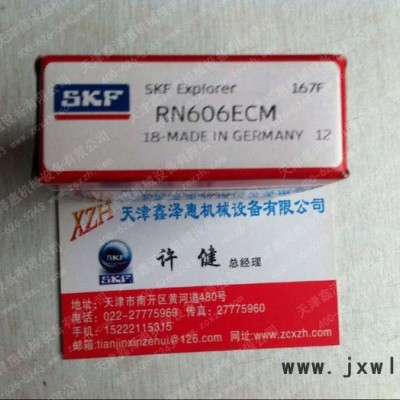 SKF
SKF Explorer 167F
RN606ECM
18-MADE IN GERMANY 12
XZH
天津鑫泽惠机械设备有限公司
SKF
许健 总经理
地址：天津市南开区黄河道480号
电话：022-27775969 传真：27775960
手机：15222115315
邮箱:tianjinxinzehui@126.com 网址:www.zcxzh.com
www.jxwl